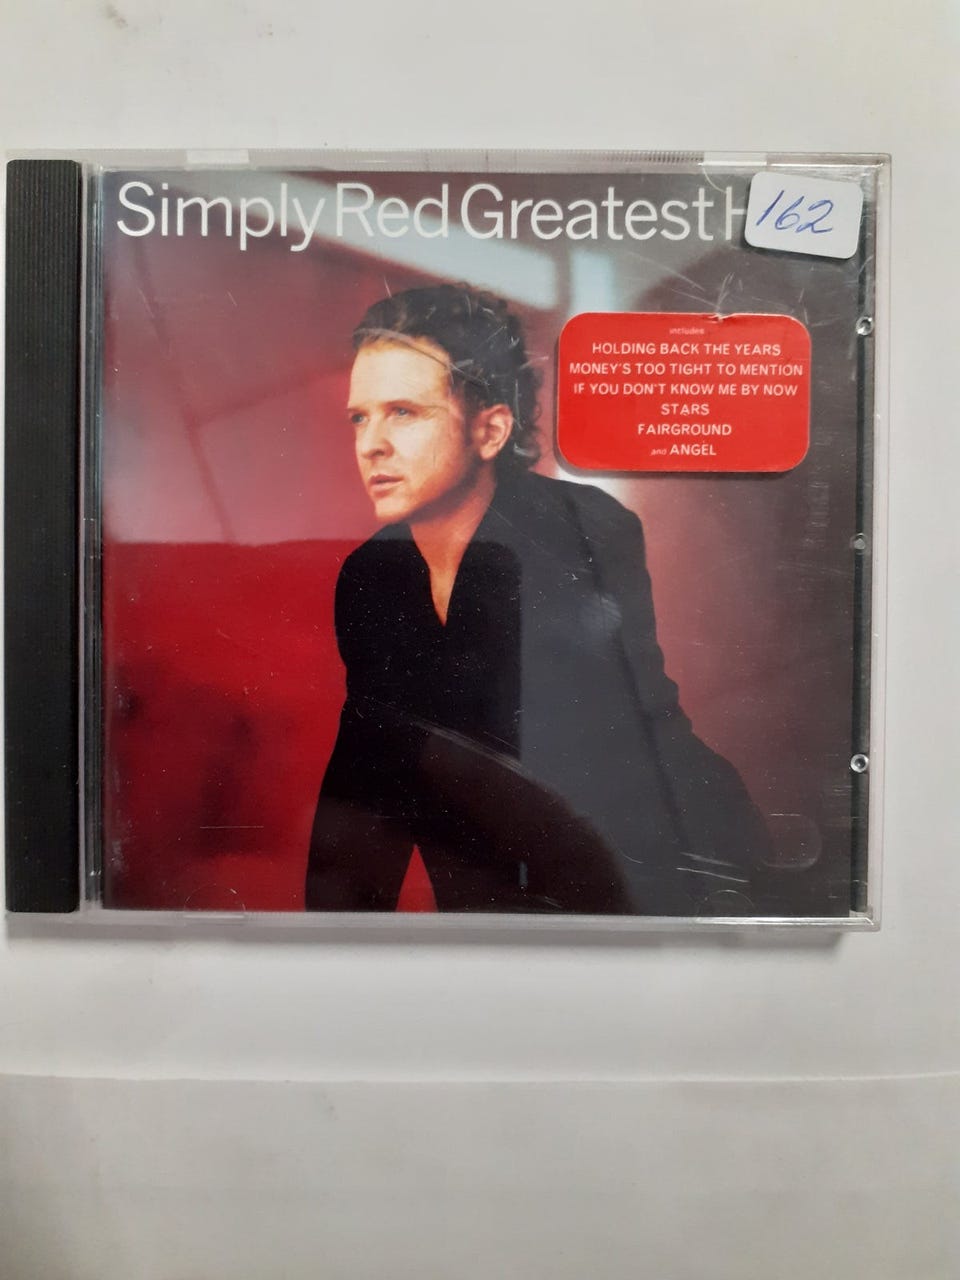 Simply Red Greatest H
162
includes
HOLDING BACK THE YEARS
MONEY'S TOO TIGHT TO MENTION
IF YOU DON'T KNOW ME BY NOW
STARS
FAIRGROUND
and ANGEL